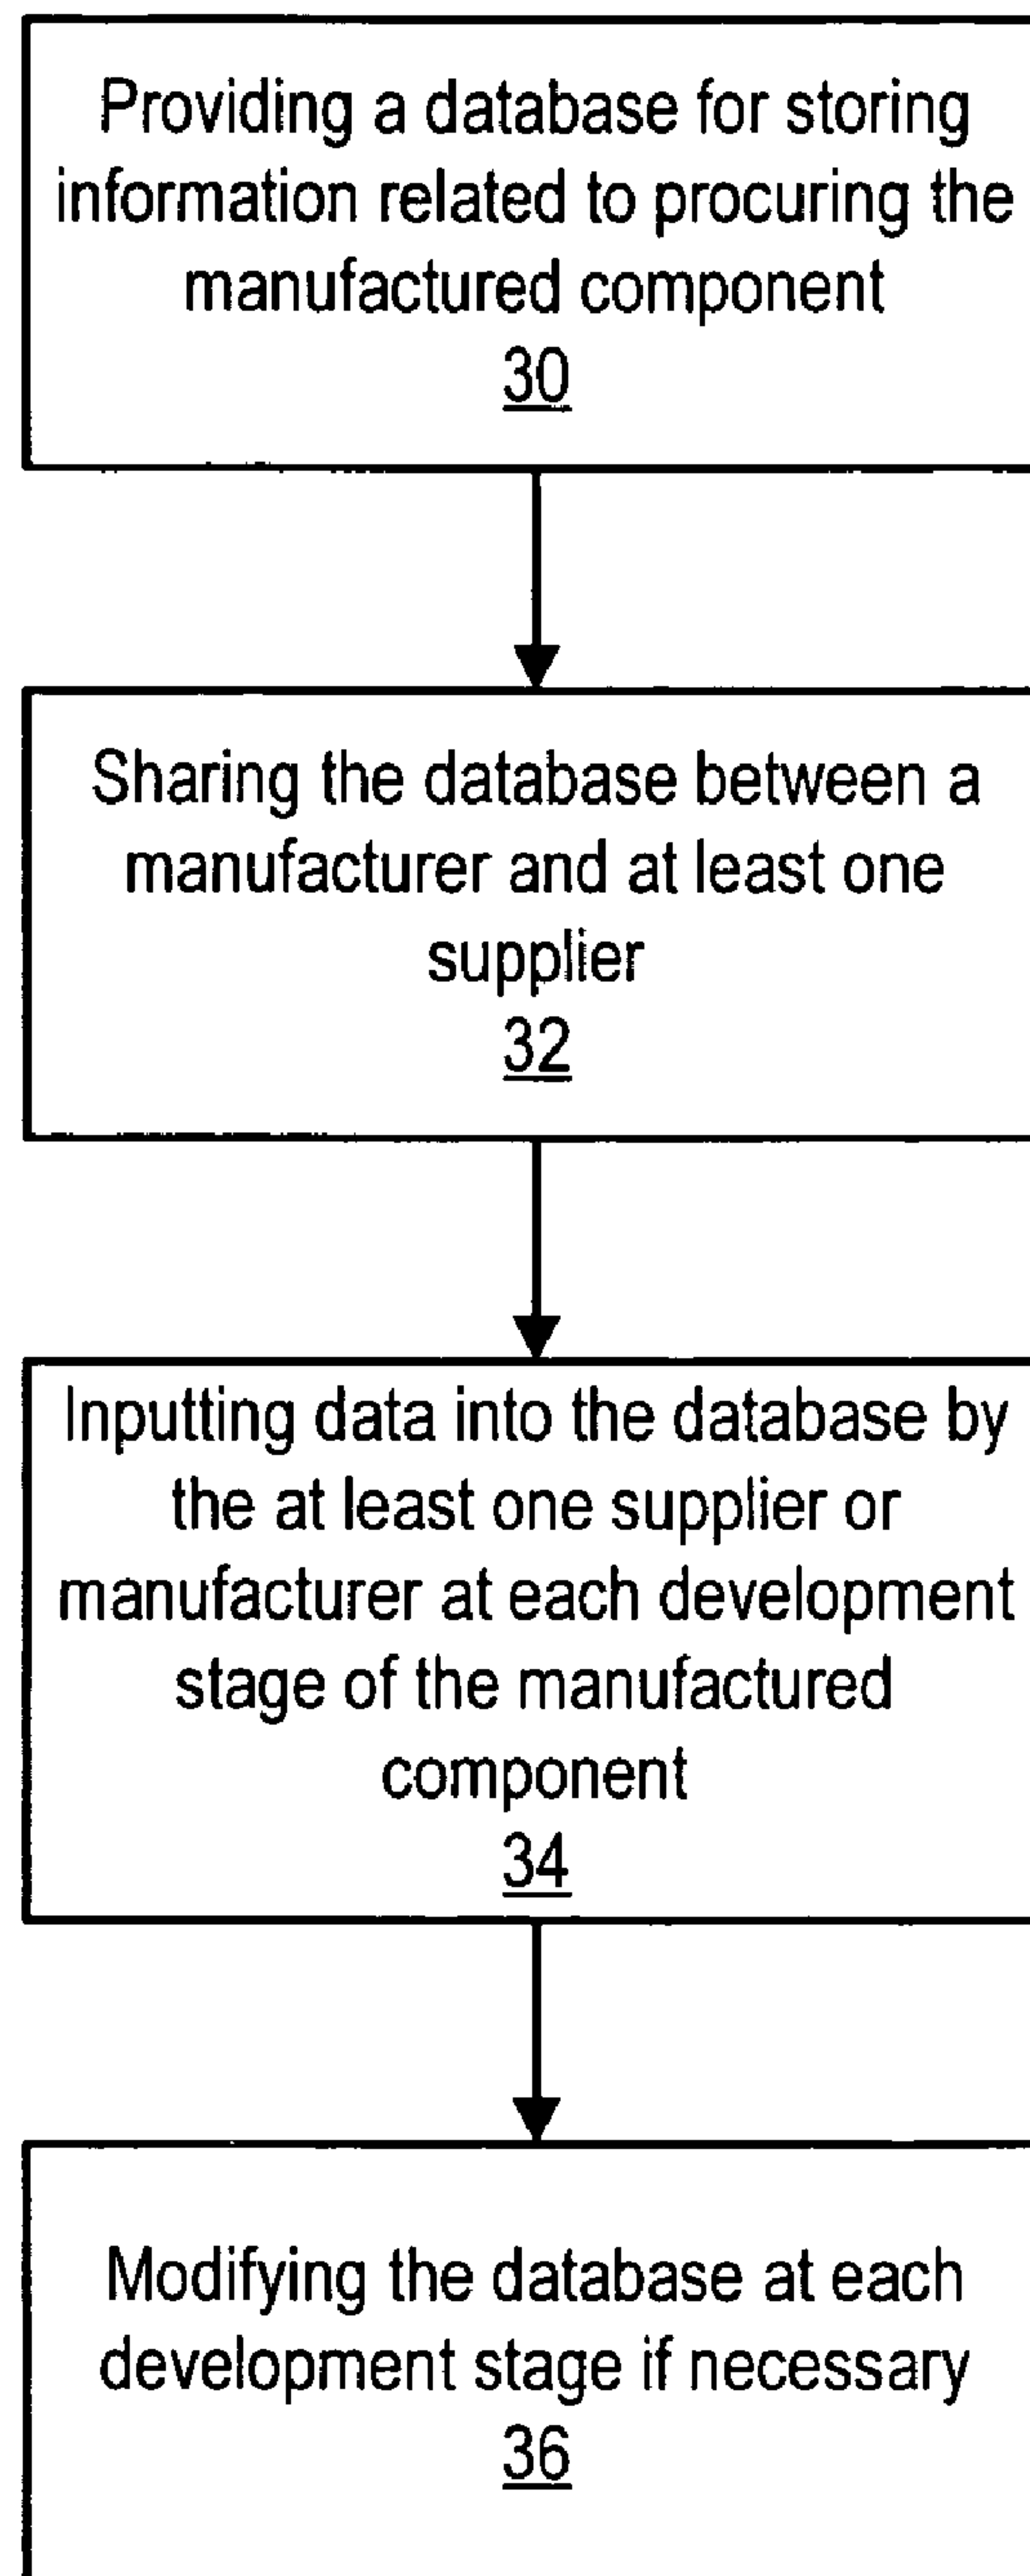 Providing a database for storing
information related to procuring the
manufactured component
30
Sharing the database between a
manufacturer and at least one
supplier
32
Inputting data into the database by
the at least one supplier or
manufacturer at each development
stage of the manufactured
component
34
Modifying the database at each
development stage if necessary
36